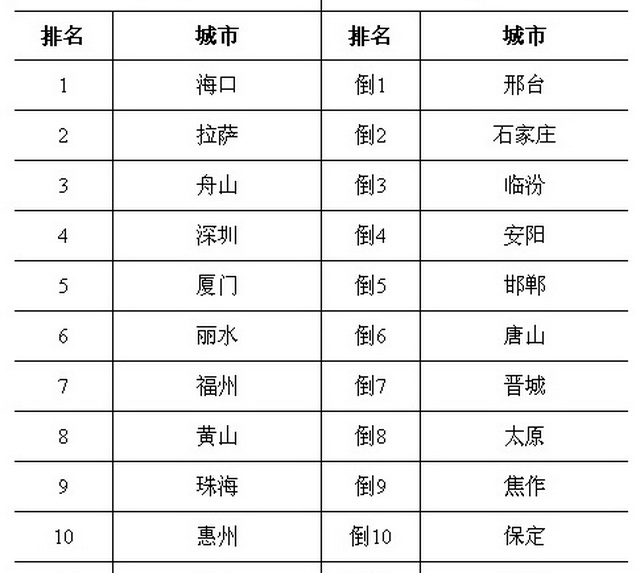 排名 城市 排名 城市
1 海口 倒1 邢台
2 拉萨 倒2 石家庄
3 舟山 倒3 临汾
4 深圳 倒4 安阳
5 厦门 倒5 邯郸
6 丽水 倒6 唐山
7 福州 倒7 晋城
8 黄山 倒8 太原
9 珠海 倒9 焦作
10 惠州 倒10 保定